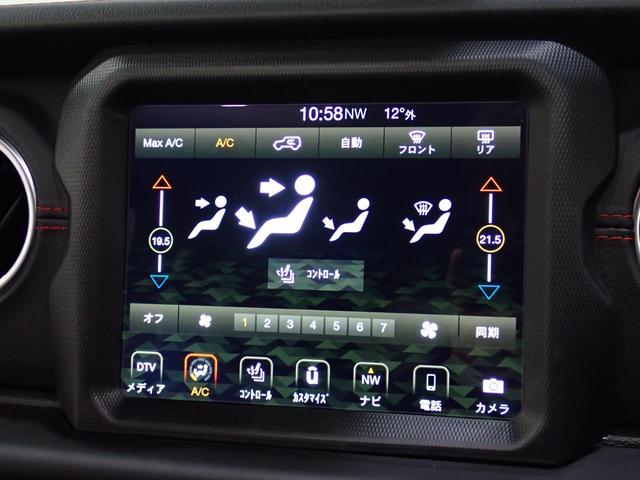 10:58NW 12°外
Max A/C A/C 自動 フロント リア
19.5 21.5
コントロール
オフ 1 2 3 4 5 6 7 同期
DTV NW
メディア A/C コントロール カスタマイズ ナビ 電話 カメラ